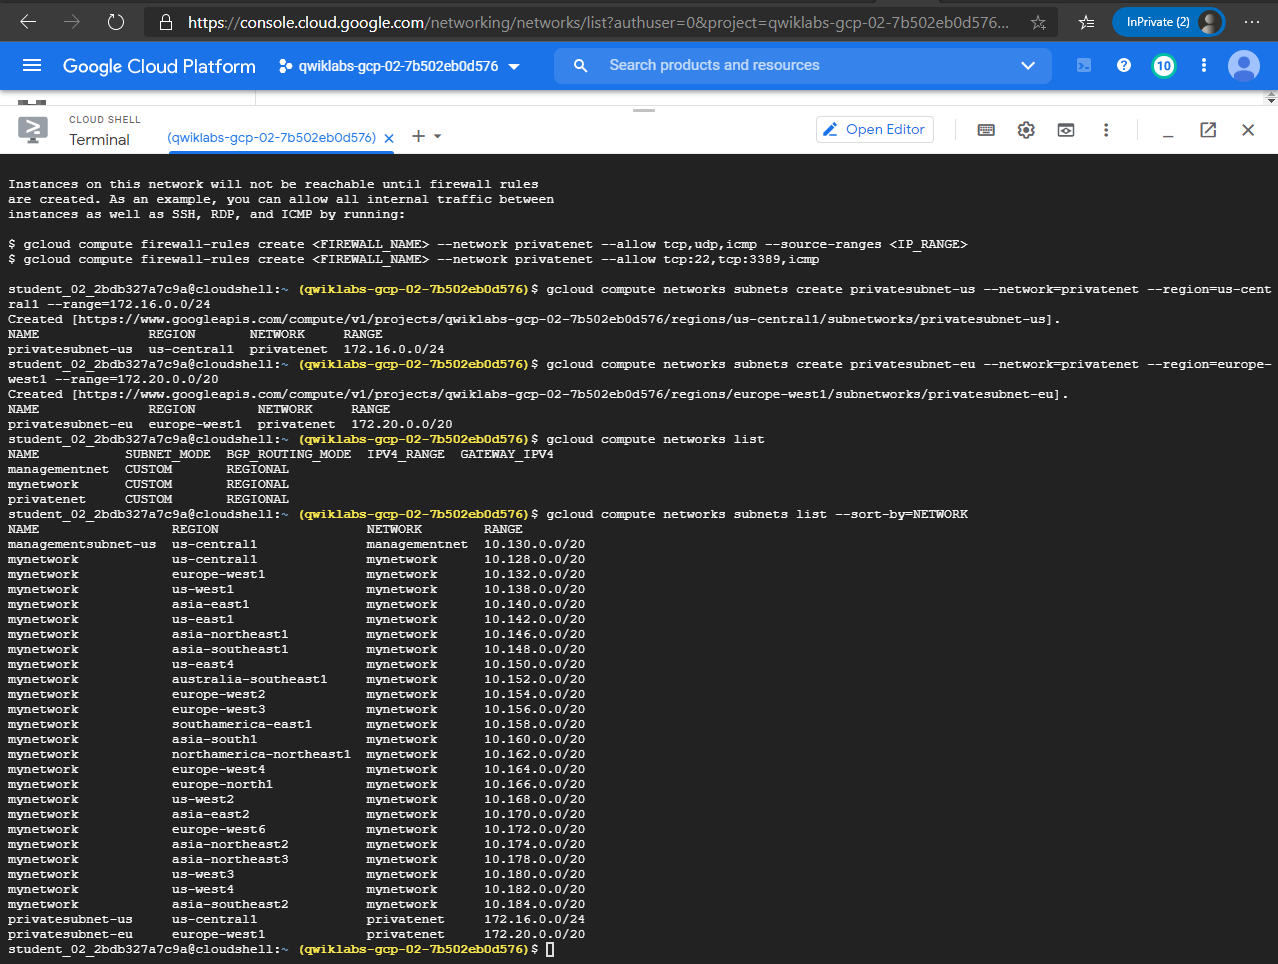 https://console.cloud.google.com/networking/networks/list?authuser=0&project=qwiklabs-gcp-02-7b502eb0d576...
InPrivate (2)
Google Cloud Platform
qwiklabs-gcp-02-7b502eb0d576
Search products and resources
10
CLOUD SHELL
Terminal
(qwiklabs-gcp-02-7b502eb0d576)
Open Editor
Instances on this network will not be reachable until firewall rules
are created. As an example, you can allow all internal traffic between
instances as well as SSH, RDP, and ICMP by running:
$ gcloud compute firewall-rules create <FIREWALL_NAME> --network privatenet --allow tcp,udp,icmp --source-ranges <IP_RANGE>
$ gcloud compute firewall-rules create <FIREWALL_NAME> --network privatenet --allow tcp:22,tcp:3389,icmp
student_02_2bdb327a7c9a@cloudshell:~ (qwiklabs-gcp-02-7b502eb0d576)$ gcloud compute networks subnets create privatesubnet-us --network=privatenet --region=us-cent
ral1 --range=172.16.0.0/24
Created [https://www.googleapis.com/compute/v1/projects/qwiklabs-gcp-02-7b502eb0d576/regions/us-central1/subnetworks/privatesubnet-us].
NAME REGION NETWORK RANGE
privatesubnet-us us-central1 privatenet 172.16.0.0/24
student_02_2bdb327a7c9a@cloudshell:~ (qwiklabs-gcp-02-7b502eb0d576)$ gcloud compute networks subnets create privatesubnet-eu --network=privatenet --region=europe-
west1 --range=172.20.0.0/20
Created [https://www.googleapis.com/compute/v1/projects/qwiklabs-gcp-02-7b502eb0d576/regions/europe-west1/subnetworks/privatesubnet-eu].
NAME REGION NETWORK RANGE
privatesubnet-eu europe-west1 privatenet 172.20.0.0/20
student_02_2bdb327a7c9a@cloudshell:~ (qwiklabs-gcp-02-7b502eb0d576)$ gcloud compute networks list
NAME SUBNET_MODE BGP_ROUTING_MODE IPV4_RANGE GATEWAY_IPV4
managementnet CUSTOM REGIONAL
mynetwork CUSTOM REGIONAL
privatenet CUSTOM REGIONAL
student_02_2bdb327a7c9a@cloudshell:~ (qwiklabs-gcp-02-7b502eb0d576)$ gcloud compute networks subnets list --sort-by=NETWORK
NAME REGION NETWORK RANGE
managementsubnet-us us-central1 managementnet 10.130.0.0/20
mynetwork us-central1 mynetwork 10.128.0.0/20
mynetwork europe-west1 mynetwork 10.132.0.0/20
mynetwork us-west1 mynetwork 10.138.0.0/20
mynetwork asia-east1 mynetwork 10.140.0.0/20
mynetwork us-east1 mynetwork 10.142.0.0/20
mynetwork asia-northeast1 mynetwork 10.146.0.0/20
mynetwork asia-southeast1 mynetwork 10.148.0.0/20
mynetwork us-east4 mynetwork 10.150.0.0/20
mynetwork australia-southeast1 mynetwork 10.152.0.0/20
mynetwork europe-west2 mynetwork 10.154.0.0/20
mynetwork europe-west3 mynetwork 10.156.0.0/20
mynetwork southamerica-east1 mynetwork 10.158.0.0/20
mynetwork asia-south1 mynetwork 10.160.0.0/20
mynetwork northamerica-northeast1 mynetwork 10.162.0.0/20
mynetwork europe-west4 mynetwork 10.164.0.0/20
mynetwork europe-north1 mynetwork 10.166.0.0/20
mynetwork us-west2 mynetwork 10.168.0.0/20
mynetwork asia-east2 mynetwork 10.170.0.0/20
mynetwork europe-west6 mynetwork 10.172.0.0/20
mynetwork asia-northeast2 mynetwork 10.174.0.0/20
mynetwork asia-northeast3 mynetwork 10.178.0.0/20
mynetwork us-west3 mynetwork 10.180.0.0/20
mynetwork us-west4 mynetwork 10.182.0.0/20
mynetwork asia-southeast2 mynetwork 10.184.0.0/20
privatesubnet-us us-central1 privatenet 172.16.0.0/24
privatesubnet-eu europe-west1 privatenet 172.20.0.0/20
student_02_2bdb327a7c9a@cloudshell:~ (qwiklabs-gcp-02-7b502eb0d576)$